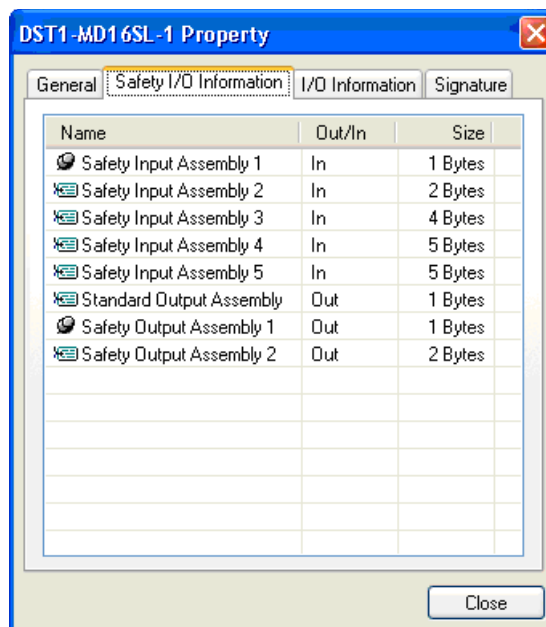 DST1-MD16SL-1 Property
General Safety I/O Information I/O Information Signature
Name Out/In Size
Safety Input Assembly 1 In 1 Bytes
Safety Input Assembly 2 In 2 Bytes
Safety Input Assembly 3 In 4 Bytes
Safety Input Assembly 4 In 5 Bytes
Safety Input Assembly 5 In 5 Bytes
Standard Output Assembly Out 1 Bytes
Safety Output Assembly 1 Out 1 Bytes
Safety Output Assembly 2 Out 2 Bytes
Close